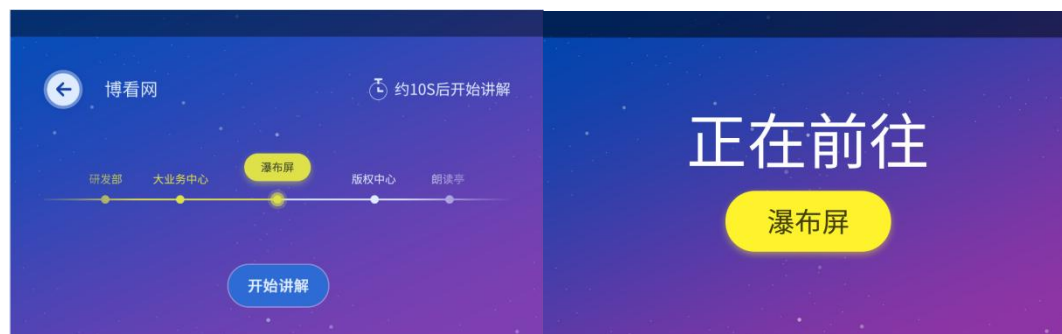 博看网
约10S后开始讲解
研发部
大业务中心
瀑布屏
版权中心
朗读亭
开始讲解
正在前往
瀑布屏